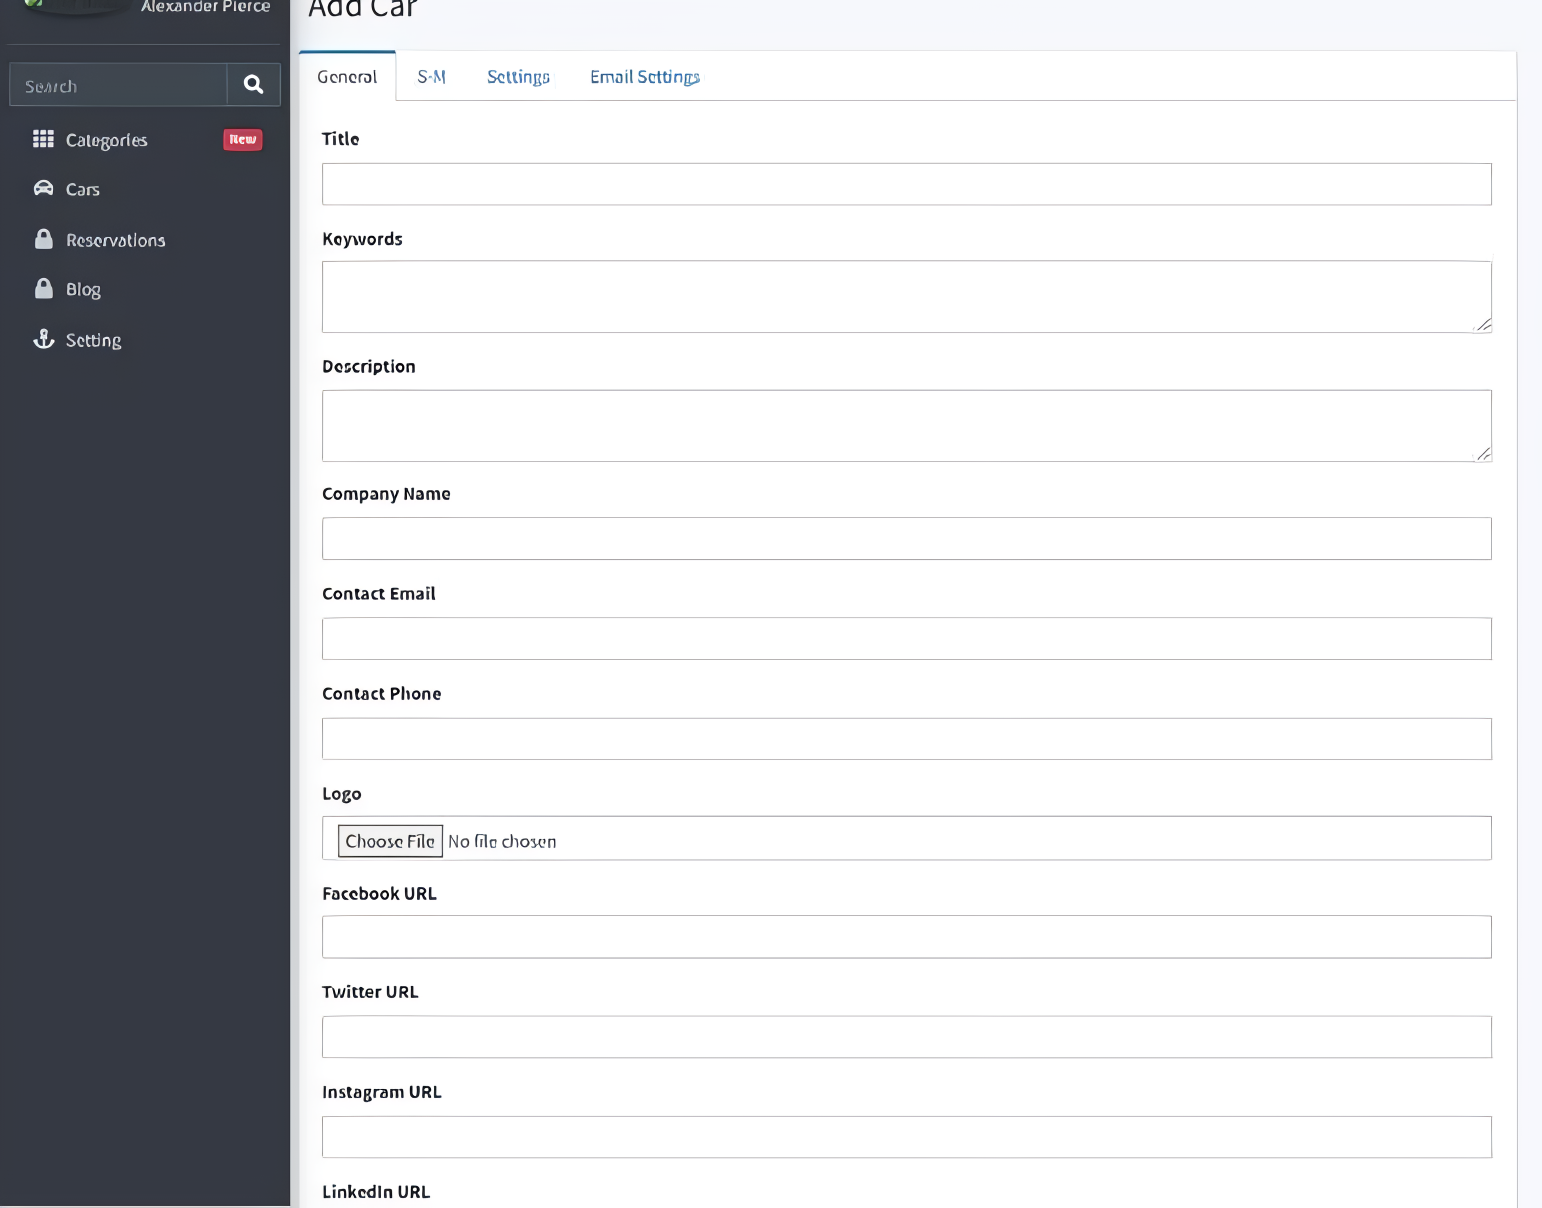 Alexander Pierce
Add Car
Search
Categories New
Cars
Reservations
Blog
Setting
General S-M Settings Email Settings
Title
Keywords
Description
Company Name
Contact Email
Contact Phone
Logo
Choose File No file chosen
Facebook URL
Twitter URL
Instagram URL
LinkedIn URL